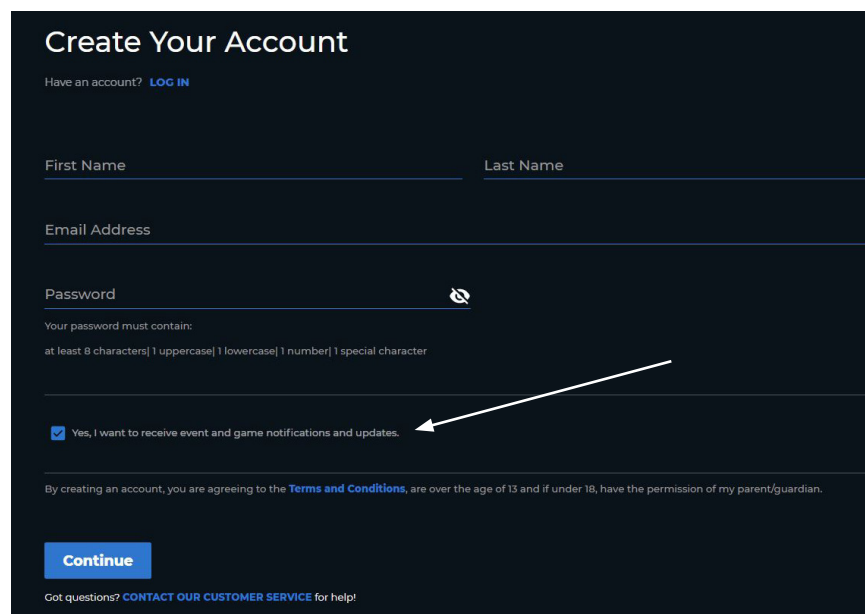 Create Your Account
Have an account? LOG IN
First Name
Last Name
Email Address
Password
Your password must contain:
at least 8 characters| 1 uppercase| 1 lowercase| 1 number| 1 special character
Yes, I want to receive event and game notifications and updates.
By creating an account, you are agreeing to the Terms and Conditions, are over the age of 13 and if under 18, have the permission of my parent/guardian.
Continue
Got questions? CONTACT OUR CUSTOMER SERVICE for help!